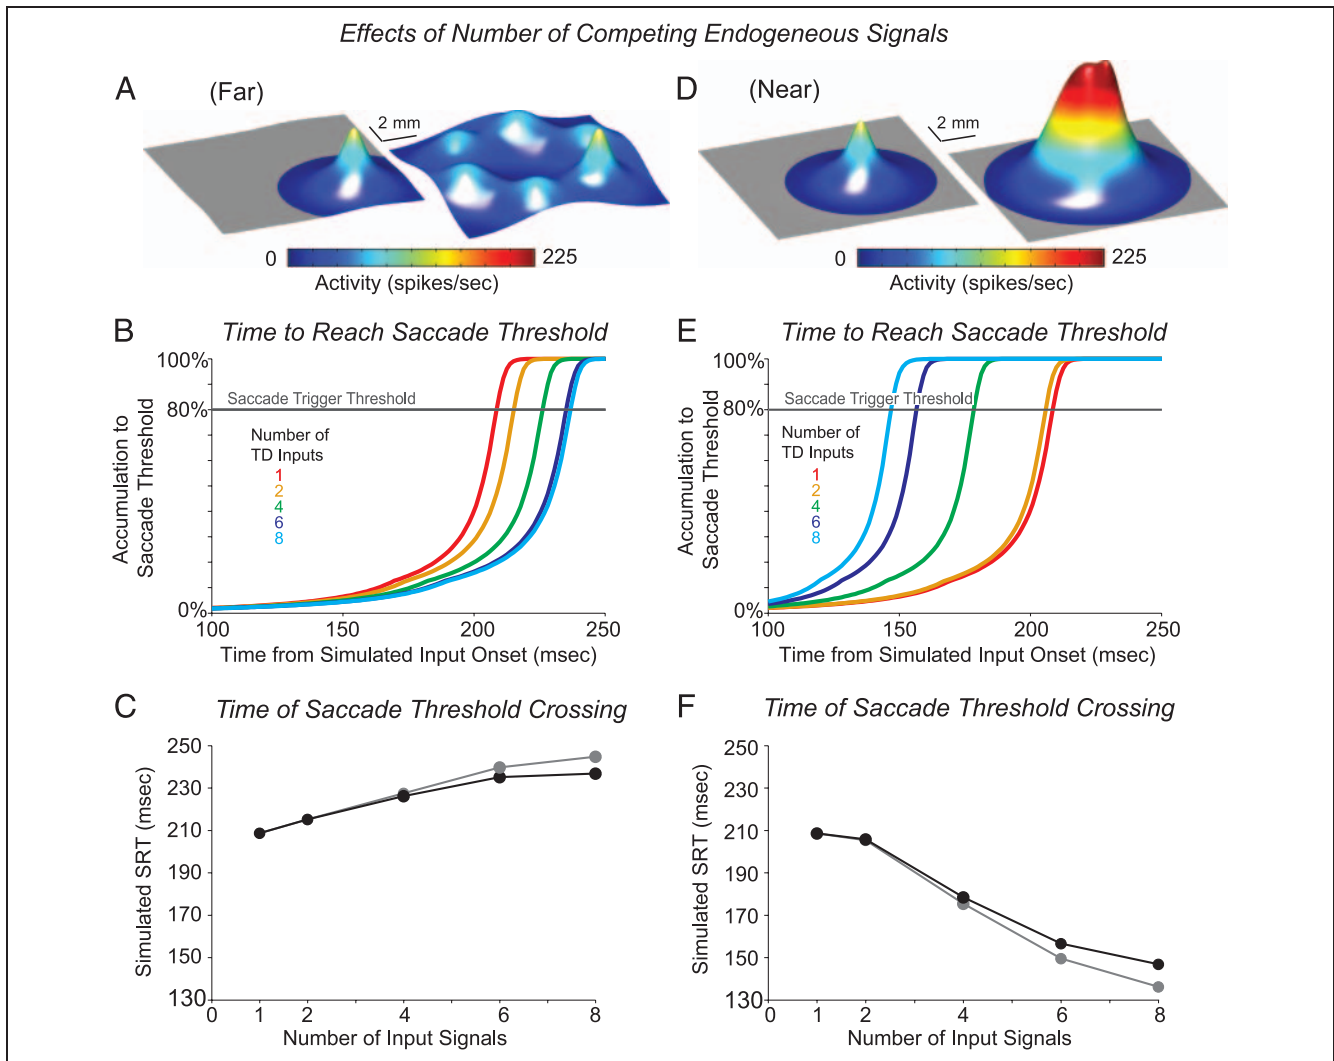 Effects of Number of Competing Endogeneous Signals
A
(Far)
2 mm
0
225
Activity (spikes/sec)
B
Time to Reach Saccade Threshold
100%
80%
0%
Accumulation to
Saccade Threshold
Saccade Trigger Threshold
Number of
TD Inputs
1
2
4
6
8
100
150
200
250
Time from Simulated Input Onset (msec)
C
Time of Saccade Threshold Crossing
250
230
210
190
170
150
130
Simulated SRT (msec)
0
1
2
4
6
8
Number of Input Signals
D
(Near)
2 mm
0
225
Activity (spikes/sec)
E
Time to Reach Saccade Threshold
100%
80%
0%
Accumulation to
Saccade Threshold
Saccade Trigger Threshold
Number of
TD Inputs
1
2
4
6
8
100
150
200
250
Time from Simulated Input Onset (msec)
F
Time of Saccade Threshold Crossing
250
230
210
190
170
150
130
Simulated SRT (msec)
0
1
2
4
6
8
Number of Input Signals